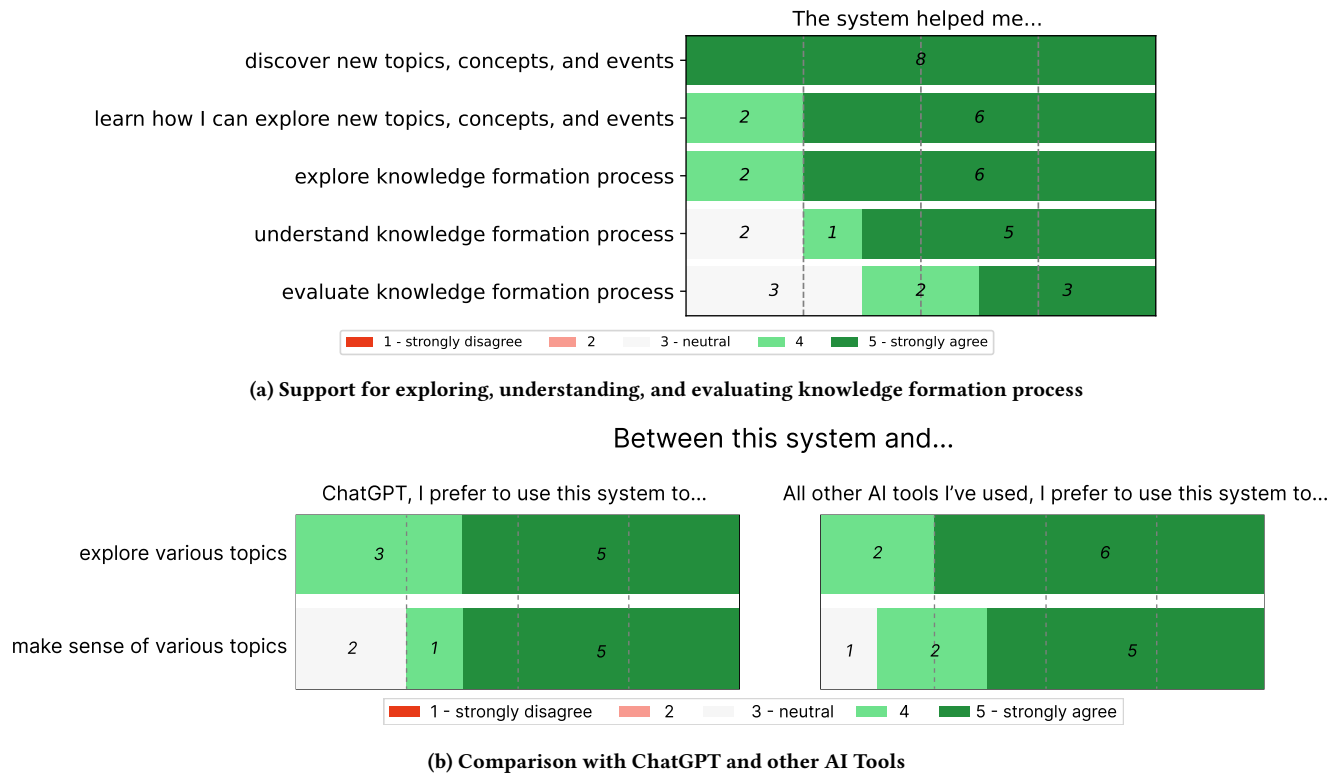 The system helped me...
discover new topics, concepts, and events
8
learn how I can explore new topics, concepts, and events
2
6
explore knowledge formation process
2
6
understand knowledge formation process
2
1
5
evaluate knowledge formation process
3
2
3
1 - strongly disagree
2
3 - neutral
4
5 - strongly agree
(a) Support for exploring, understanding, and evaluating knowledge formation process
Between this system and...
ChatGPT, I prefer to use this system to...
All other AI tools I’ve used, I prefer to use this system to...
explore various topics
3
5
2
6
make sense of various topics
2
1
5
1
2
5
1 - strongly disagree
2
3 - neutral
4
5 - strongly agree
(b) Comparison with ChatGPT and other AI Tools